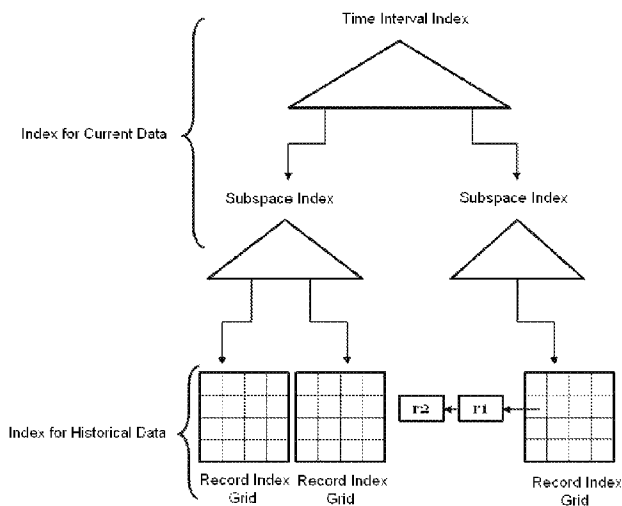 Time Interval Index
Index for Current Data
Subspace Index
Subspace Index
r2
r1
Index for Historical Data
Record Index
Grid
Record Index
Grid
Record Index
Grid